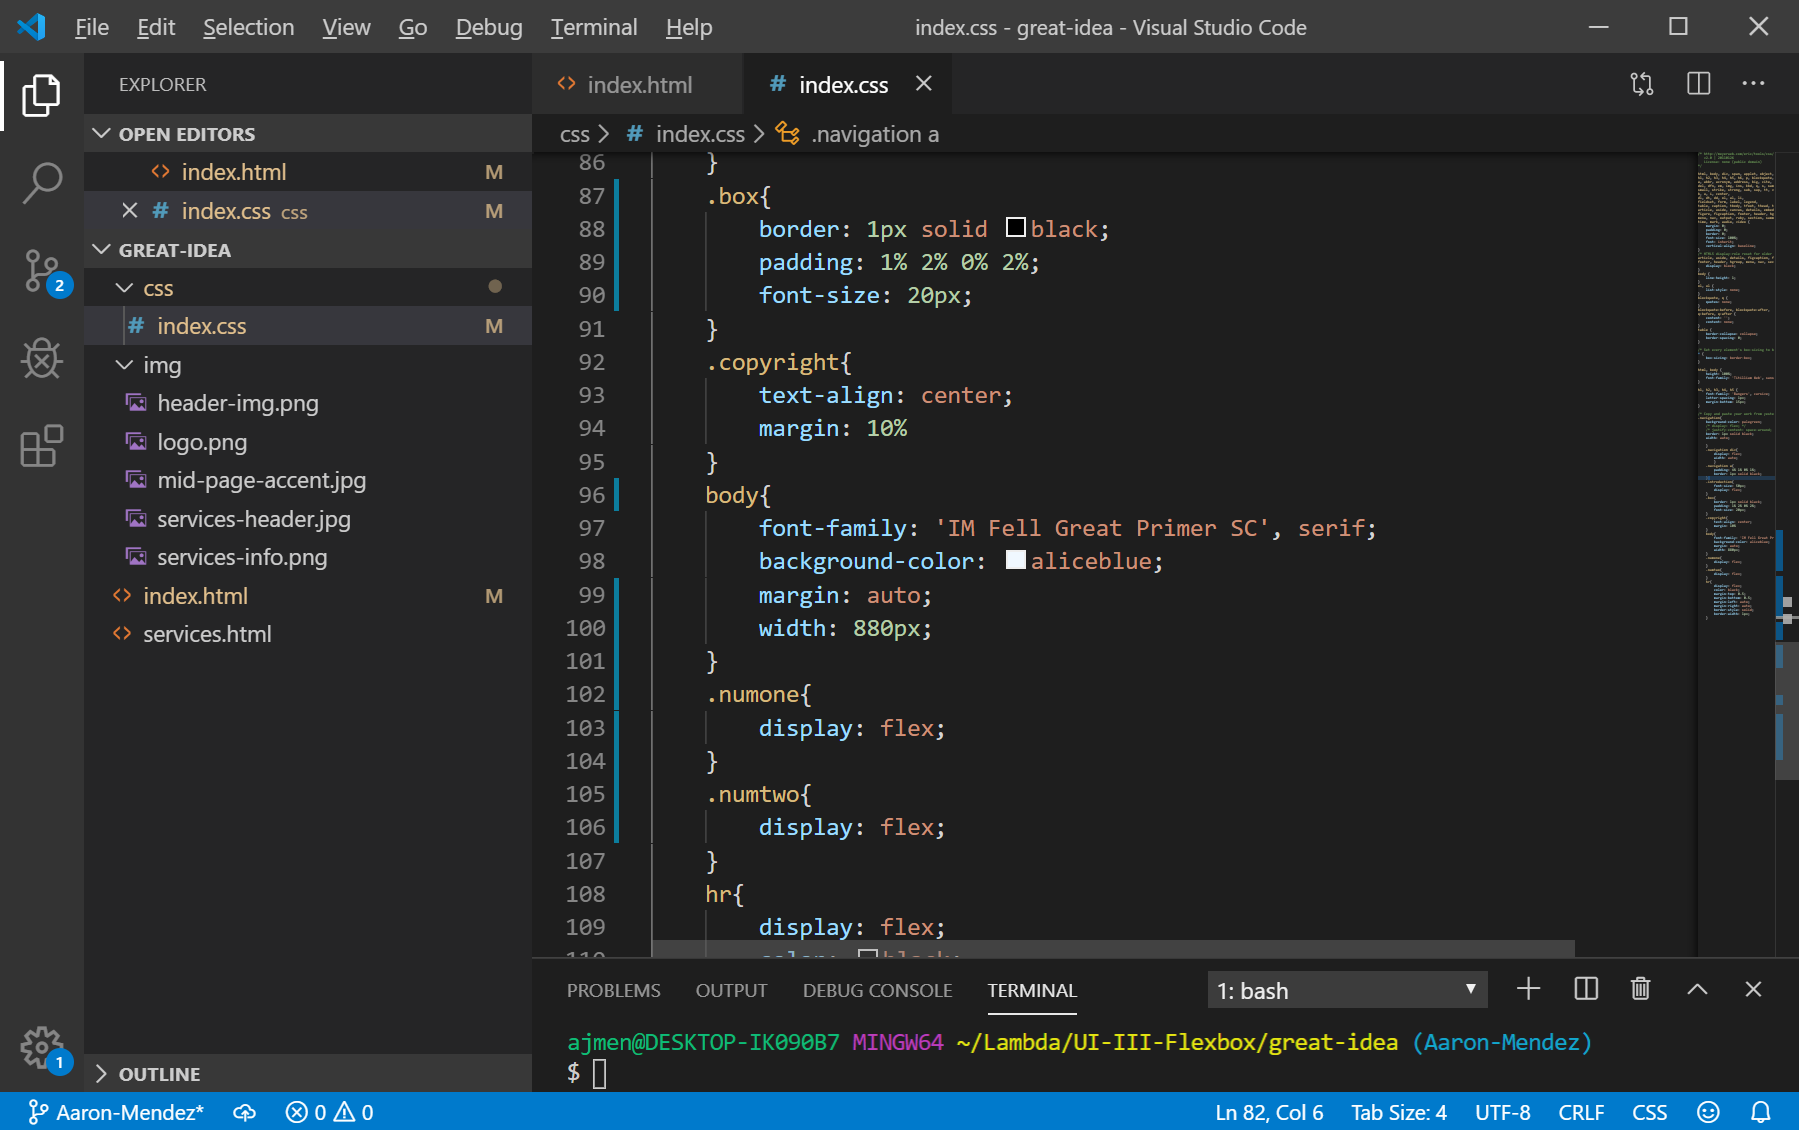 File Edit Selection View Go Debug Terminal Help index.css - great-idea - Visual Studio Code
EXPLORER
OPEN EDITORS
index.html M
index.css css M
GREAT-IDEA
css
index.css M
img
header-img.png
logo.png
mid-page-accent.jpg
services-header.jpg
services-info.png
index.html M
services.html
OUTLINE
2
1
index.html # index.css
css > # index.css > .navigation a
86 }
87 .box{
88 border: 1px solid black;
89 padding: 1% 2% 0% 2%;
90 font-size: 20px;
91 }
92 .copyright{
93 text-align: center;
94 margin: 10%
95 }
96 body{
97 font-family: 'IM Fell Great Primer SC', serif;
98 background-color: aliceblue;
99 margin: auto;
100 width: 880px;
101 }
102 .numone{
103 display: flex;
104 }
105 .numtwo{
106 display: flex;
107 }
108 hr{
109 display: flex;
110 color: black;
PROBLEMS OUTPUT DEBUG CONSOLE TERMINAL 1: bash
ajmen@DESKTOP-IK090B7 MINGW64 ~/Lambda/UI-III-Flexbox/great-idea (Aaron-Mendez)
$
Aaron-Mendez* 0 0 Ln 82, Col 6 Tab Size: 4 UTF-8 CRLF CSS